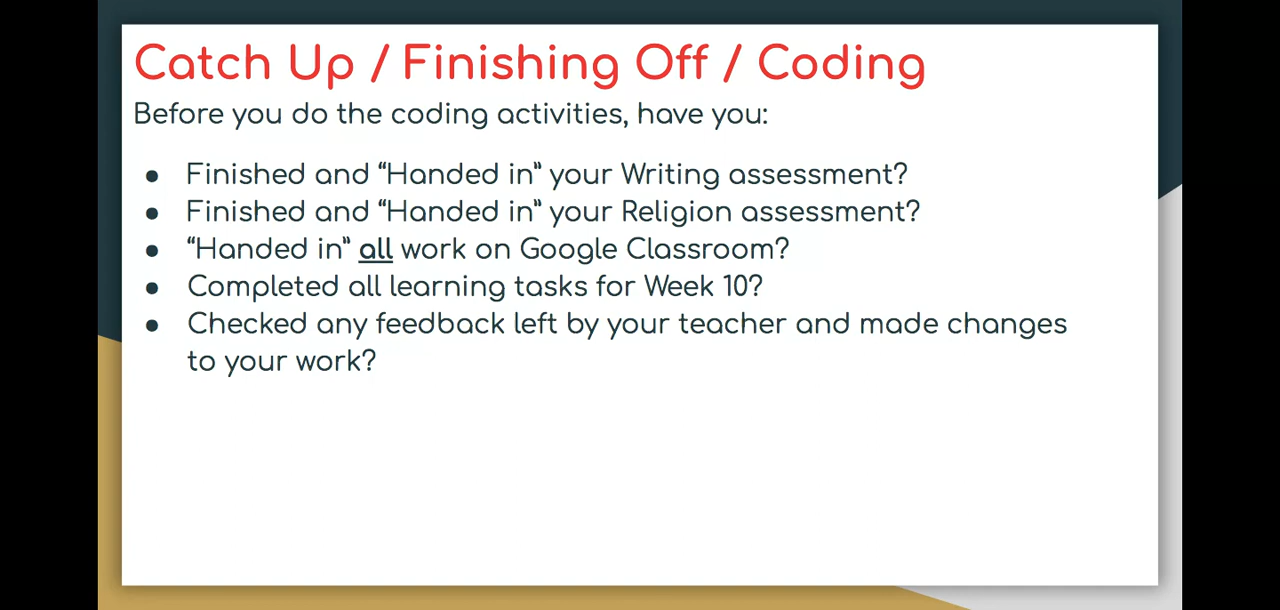 Catch Up / Finishing Off / Coding
Before you do the coding activities, have you:
● Finished and “Handed in” your Writing assessment?
● Finished and “Handed in” your Religion assessment?
● “Handed in” all work on Google Classroom?
● Completed all learning tasks for Week 10?
● Checked any feedback left by your teacher and made changes
to your work?